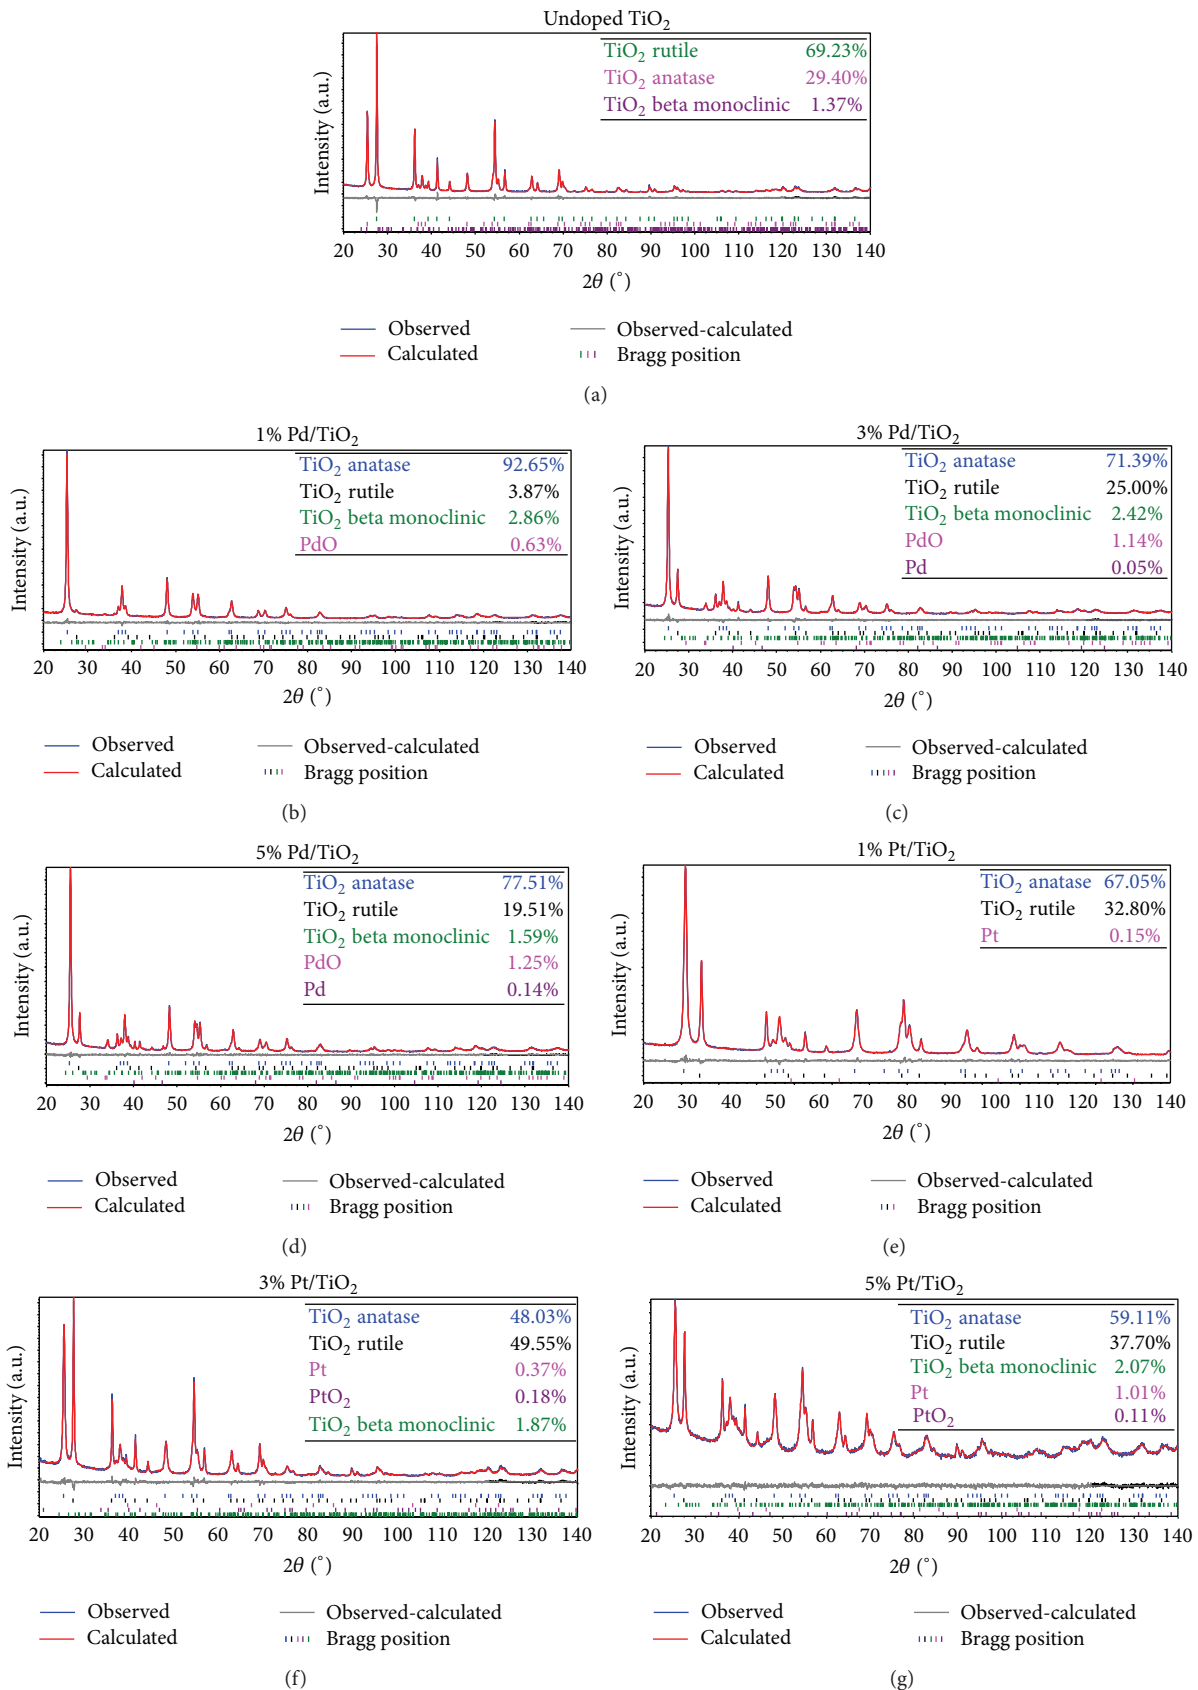 Undoped TiO₂
Intensity (a.u.)
TiO₂ rutile 69.23%
TiO₂ anatase 29.40%
TiO₂ beta monoclinic 1.37%
20 30 40 50 60 70 80 90 100 110 120 130 140
2θ (°)
Observed Observed-calculated
Calculated Bragg position
(a)
1% Pd/TiO₂
Intensity (a.u.)
TiO₂ anatase 92.65%
TiO₂ rutile 3.87%
TiO₂ beta monoclinic 2.86%
PdO 0.63%
20 30 40 50 60 70 80 90 100 110 120 130 140
2θ (°)
Observed Observed-calculated
Calculated Bragg position
(b)
3% Pd/TiO₂
Intensity (a.u.)
TiO₂ anatase 71.39%
TiO₂ rutile 25.00%
TiO₂ beta monoclinic 2.42%
PdO 1.14%
Pd 0.05%
20 30 40 50 60 70 80 90 100 110 120 130 140
2θ (°)
Observed Observed-calculated
Calculated Bragg position
(c)
5% Pd/TiO₂
Intensity (a.u.)
TiO₂ anatase 77.51%
TiO₂ rutile 19.51%
TiO₂ beta monoclinic 1.59%
PdO 1.25%
Pd 0.14%
20 30 40 50 60 70 80 90 100 110 120 130 140
2θ (°)
Observed Observed-calculated
Calculated Bragg position
(d)
1% Pt/TiO₂
Intensity (a.u.)
TiO₂ anatase 67.05%
TiO₂ rutile 32.80%
Pt 0.15%
20 30 40 50 60 70 80 90 100 110 120 130 140
2θ (°)
Observed Observed-calculated
Calculated Bragg position
(e)
3% Pt/TiO₂
Intensity (a.u.)
TiO₂ anatase 48.03%
TiO₂ rutile 49.55%
Pt 0.37%
PtO₂ 0.18%
TiO₂ beta monoclinic 1.87%
20 30 40 50 60 70 80 90 100 110 120 130 140
2θ (°)
Observed Observed-calculated
Calculated Bragg position
(f)
5% Pt/TiO₂
Intensity (a.u.)
TiO₂ anatase 59.11%
TiO₂ rutile 37.70%
TiO₂ beta monoclinic 2.07%
Pt 1.01%
PtO₂ 0.11%
20 30 40 50 60 70 80 90 100 110 120 130 140
2θ (°)
Observed Observed-calculated
Calculated Bragg position
(g)